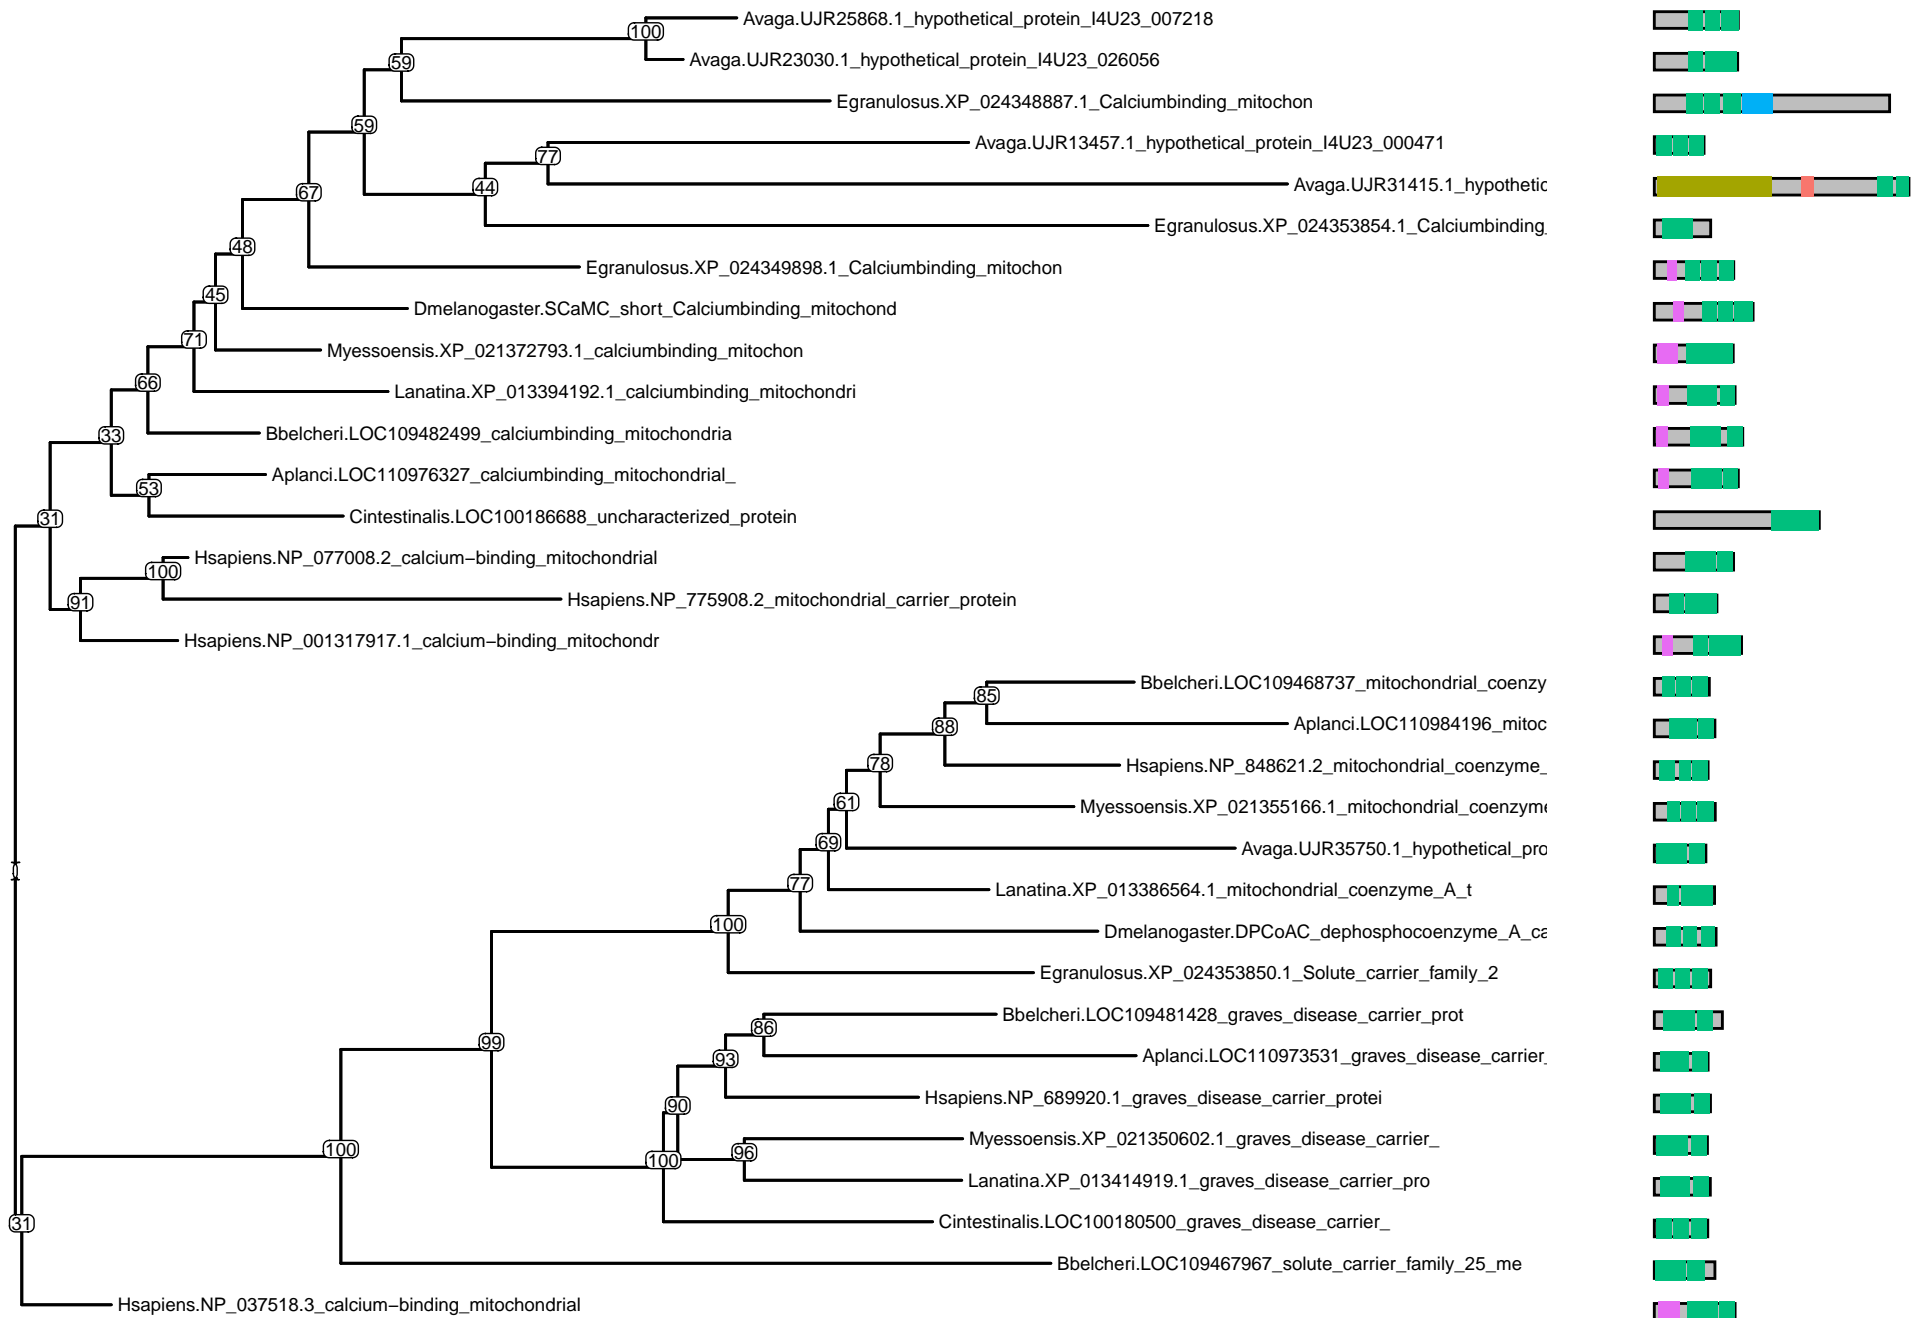 Avaga.UJR25868.1_hypothetical_protein_I4U23_007218
100
Avaga.UJR23030.1_hypothetical_protein_I4U23_026056
59
Egranulosus.XP_024348887.1_Calciumbinding_mitochon
59
Avaga.UJR13457.1_hypothetical_protein_I4U23_000471
77
Avaga.UJR31415.1_hypothetic
44
67
Egranulosus.XP_024353854.1_Calciumbinding_
48
Egranulosus.XP_024349898.1_Calciumbinding_mitochon
45
Dmelanogaster.SCaMC_short_Calciumbinding_mitochond
71
Myessoensis.XP_021372793.1_calciumbinding_mitochon
66
Lanatina.XP_013394192.1_calciumbinding_mitochondri
33
Bbelcheri.LOC109482499_calciumbinding_mitochondria
Aplanci.LOC110976327_calciumbinding_mitochondrial_
53
31
Cintestinalis.LOC100186688_uncharacterized_protein
Hsapiens.NP_077008.2_calcium−binding_mitochondrial
100
91
Hsapiens.NP_775908.2_mitochondrial_carrier_protein
Hsapiens.NP_001317917.1_calcium−binding_mitochondr
Bbelcheri.LOC109468737_mitochondrial_coenzy
85
88
Aplanci.LOC110984196_mitoc
78
Hsapiens.NP_848621.2_mitochondrial_coenzyme_
61
Myessoensis.XP_021355166.1_mitochondrial_coenzyme
69
Avaga.UJR35750.1_hypothetical_pro
77
Lanatina.XP_013386564.1_mitochondrial_coenzyme_A_t
100
Dmelanogaster.DPCoAC_dephosphocoenzyme_A_ca
Egranulosus.XP_024353850.1_Solute_carrier_family_2
Bbelcheri.LOC109481428_graves_disease_carrier_prot
86
99
93
Aplanci.LOC110973531_graves_disease_carrier_
90
Hsapiens.NP_689920.1_graves_disease_carrier_protei
Myessoensis.XP_021350602.1_graves_disease_carrier_
100
100
96
Lanatina.XP_013414919.1_graves_disease_carrier_pro
31
Cintestinalis.LOC100180500_graves_disease_carrier_
Bbelcheri.LOC109467967_solute_carrier_family_25_me
Hsapiens.NP_037518.3_calcium−binding_mitochondrial